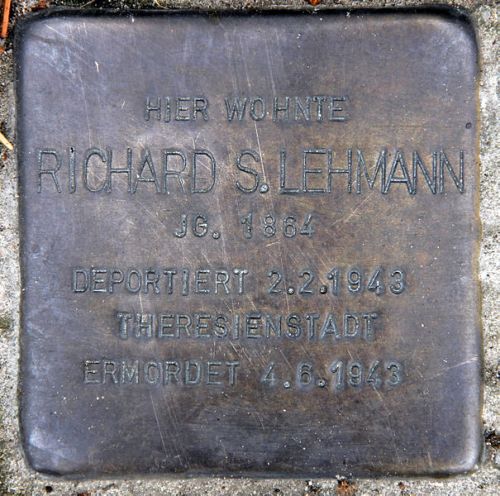 HIER WOHNTE
RICHARD S. LEHMANN
JG. 1864
DEPORTIERT 2.2.1943
THERESIENSTADT
ERMORDET 4.6.1943